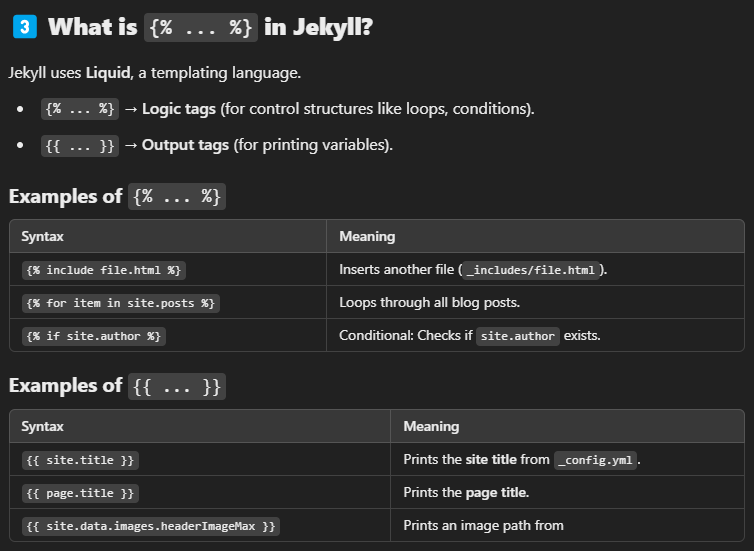 3 What is {% ... %} in Jekyll?
Jekyll uses Liquid, a templating language.
• {% ... %} → Logic tags (for control structures like loops, conditions).
• {{ ... }} → Output tags (for printing variables).
Examples of {% ... %}
Syntax Meaning
{% include file.html %} Inserts another file (_includes/file.html).
{% for item in site.posts %} Loops through all blog posts.
{% if site.author %} Conditional: Checks if site.author exists.
Examples of {{ ... }}
Syntax Meaning
{{ site.title }} Prints the site title from _config.yml.
{{ page.title }} Prints the page title.
{{ site.data.images.headerImageMax }} Prints an image path from